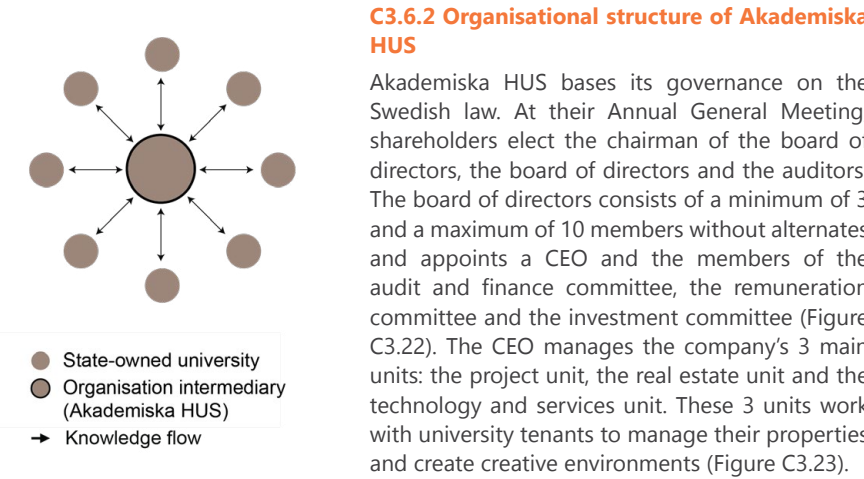 C3.6.2 Organisational structure of Akademiska
HUS
Akademiska HUS bases its governance on the
Swedish law. At their Annual General Meeting
shareholders elect the chairman of the board of
directors, the board of directors and the auditors
The board of directors consists of a minimum of 3
and a maximum of 10 members without alternates
and appoints a CEO and the members of the
audit and finance committee, the remuneration
committee and the investment committee (Figure
C3.22). The CEO manages the company's 3 main
units: the project unit, the real estate unit and the
technology and services unit. These 3 units work
with university tenants to manage their properties
and create creative environments (Figure C3.23).
State-owned university
Organisation intermediary
(Akademiska HUS)
Knowledge flow